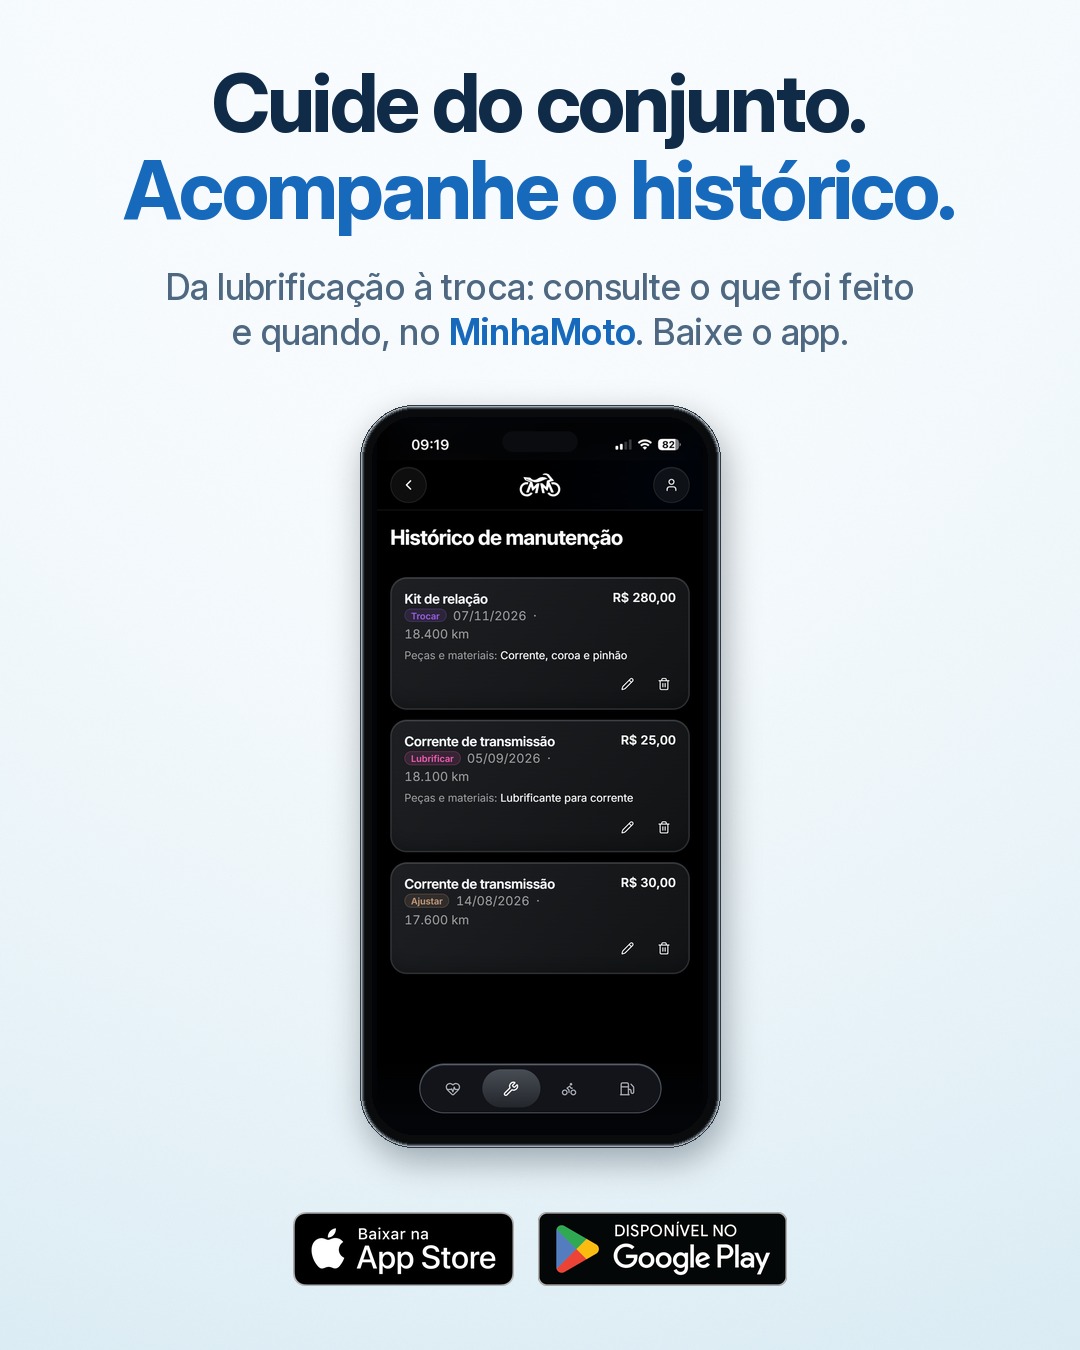 Cuide do conjunto.
Acompanhe o histórico.
Da lubrificação à troca: consulte o que foi feito
e quando, no MinhaMoto. Baixe o app.
09:19
82
MM
Histórico de manutenção
Kit de relação
R$ 280,00
Trocar 07/11/2026 ·
18.400 km
Peças e materiais: Corrente, coroa e pinhão
Corrente de transmissão
R$ 25,00
Lubrificar 05/09/2026 ·
18.100 km
Peças e materiais: Lubrificante para corrente
Corrente de transmissão
R$ 30,00
Ajustar 14/08/2026 ·
17.600 km
Baixar na
App Store
DISPONÍVEL NO
Google Play